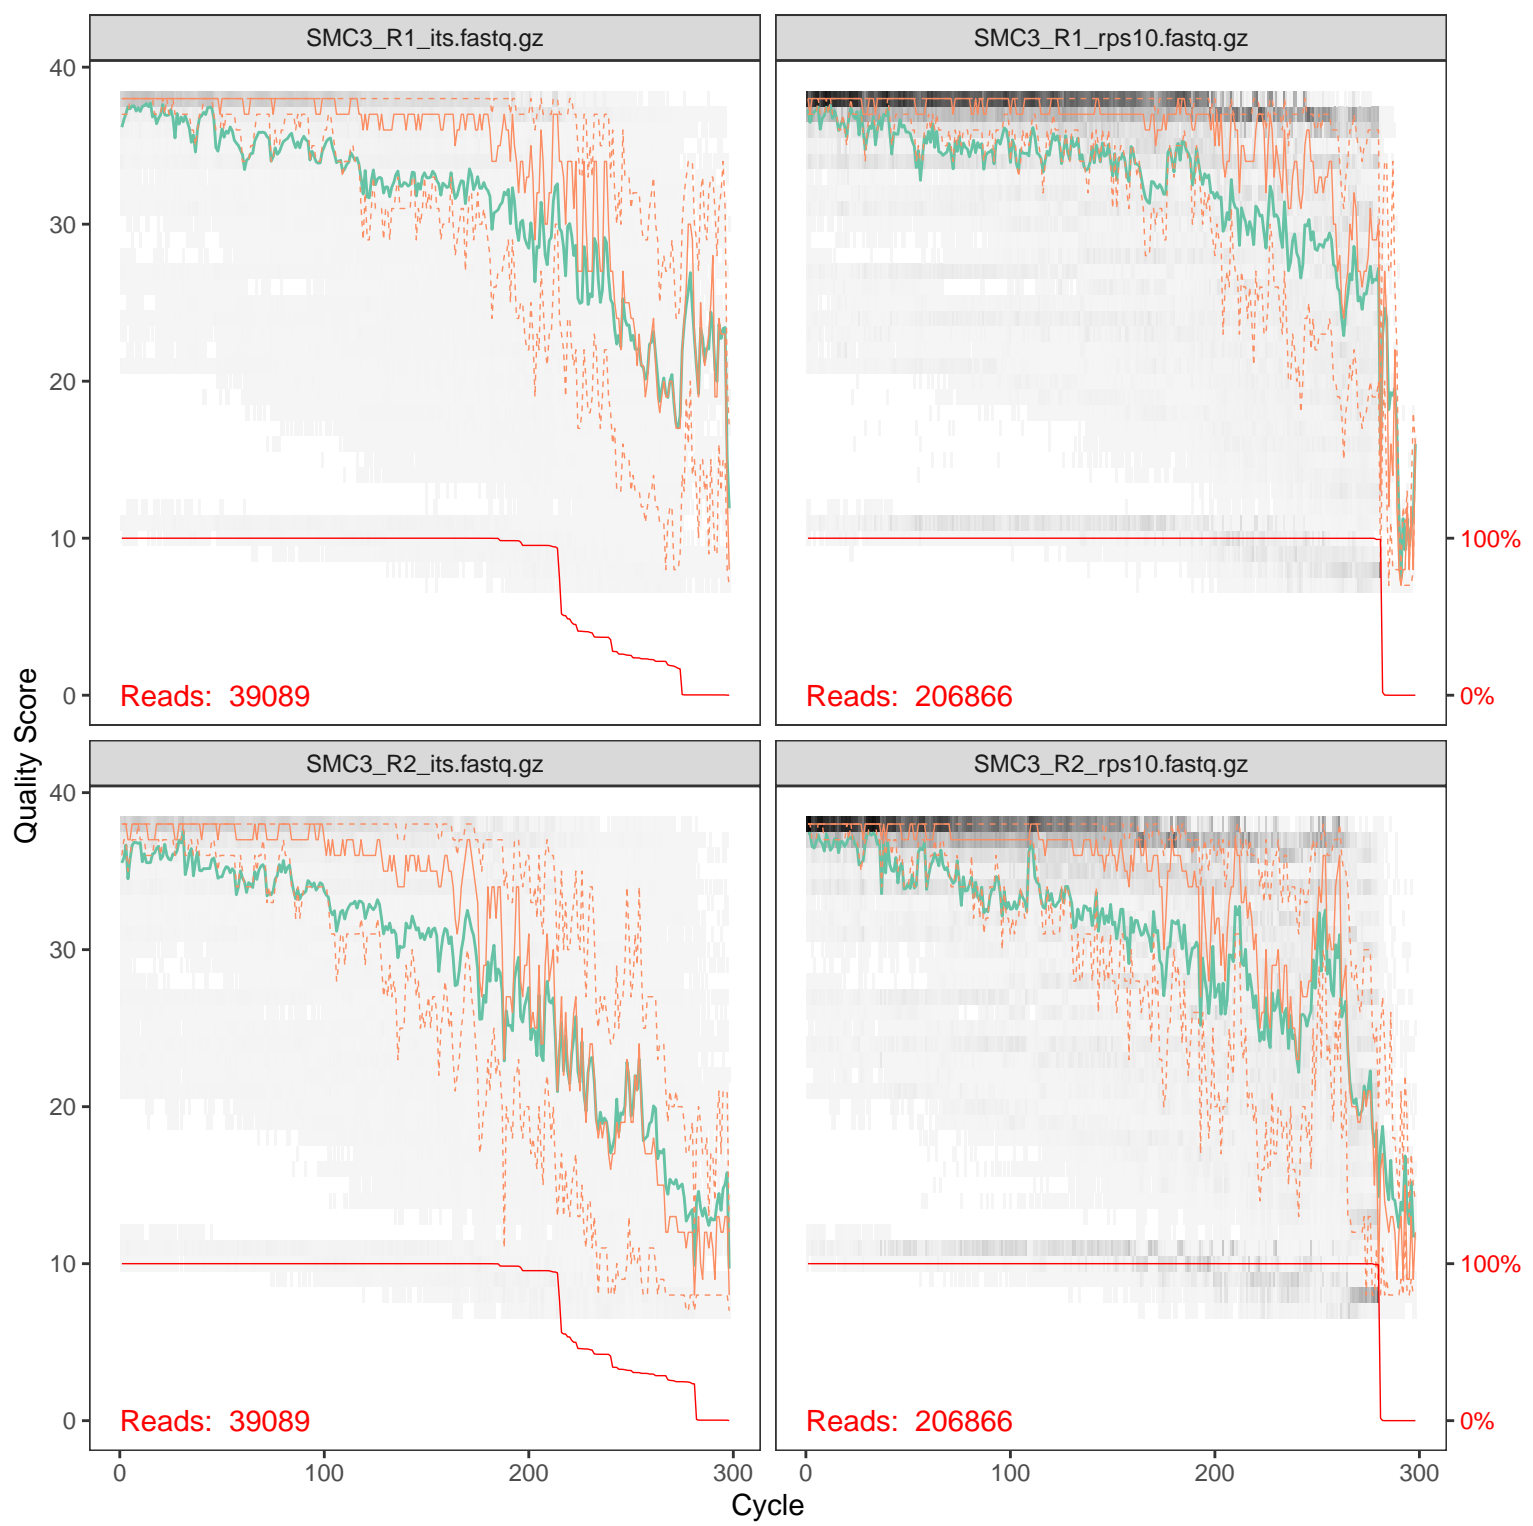 SMC3_R1_its.fastq.gz
SMC3_R1_rps10.fastq.gz
40
30
20
10
0
Reads: 39089
Reads: 206866
100%
0%
Quality Score
SMC3_R2_its.fastq.gz
SMC3_R2_rps10.fastq.gz
40
30
20
10
0
Reads: 39089
Reads: 206866
100%
0%
0 100 200 300
0 100 200 300
Cycle